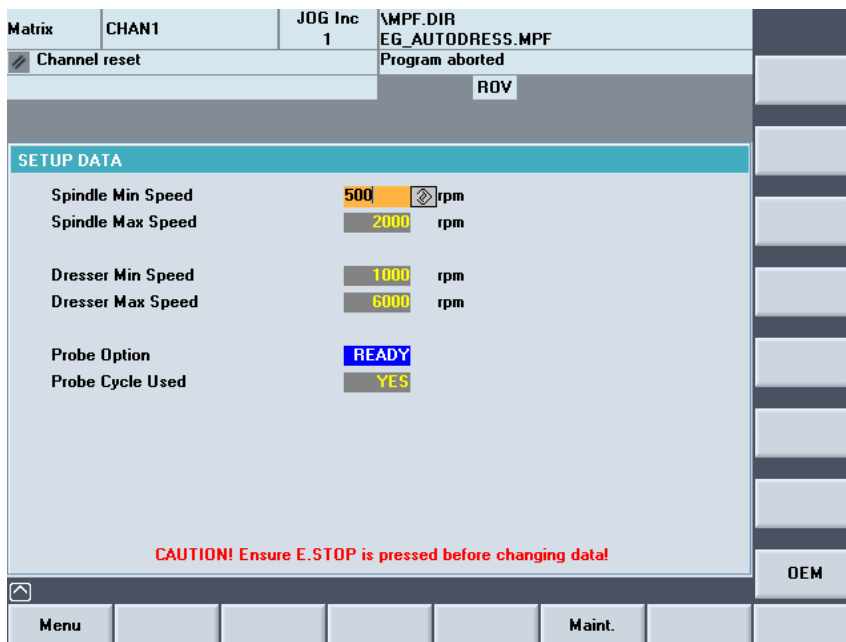 Matrix CHAN1 JOG Inc \MPF.DIR
1 EG_AUTODRESS.MPF
Channel reset Program aborted
ROV
SETUP DATA
Spindle Min Speed 500 rpm
Spindle Max Speed 2000 rpm
Dresser Min Speed 1000 rpm
Dresser Max Speed 6000 rpm
Probe Option READY
Probe Cycle Used YES
CAUTION! Ensure E.STOP is pressed before changing data!
OEM
Menu Maint.